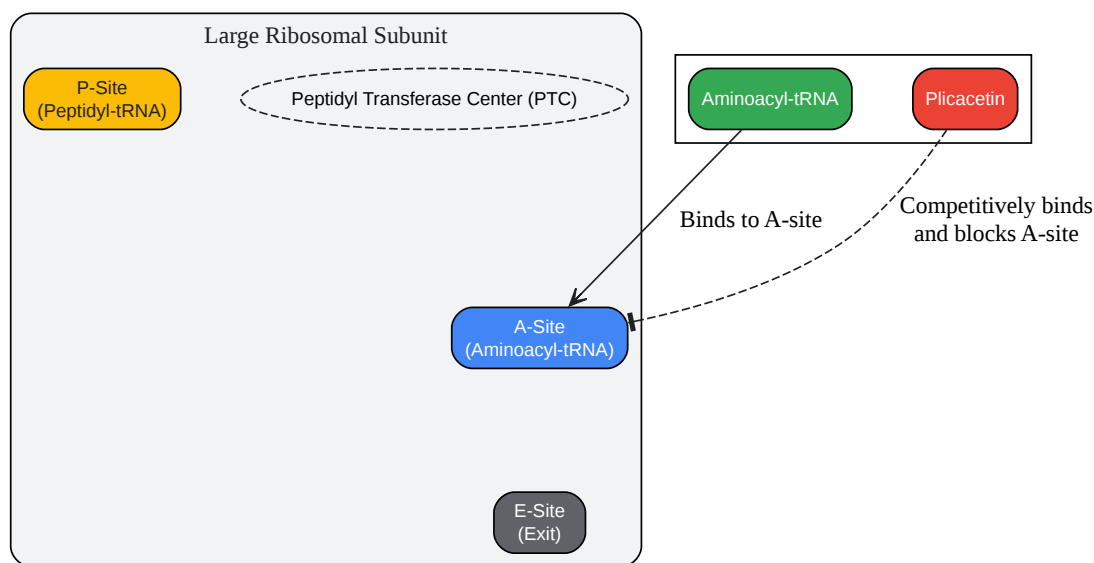 Large Ribosomal Subunit
P-Site
(Peptidyl-tRNA)
Peptidyl Transferase Center (PTC)
Aminoacyl-tRNA
Plicacetin
Binds to A-site
Competitively binds
and blocks A-site
A-Site
(Aminoacyl-tRNA)
E-Site
(Exit)